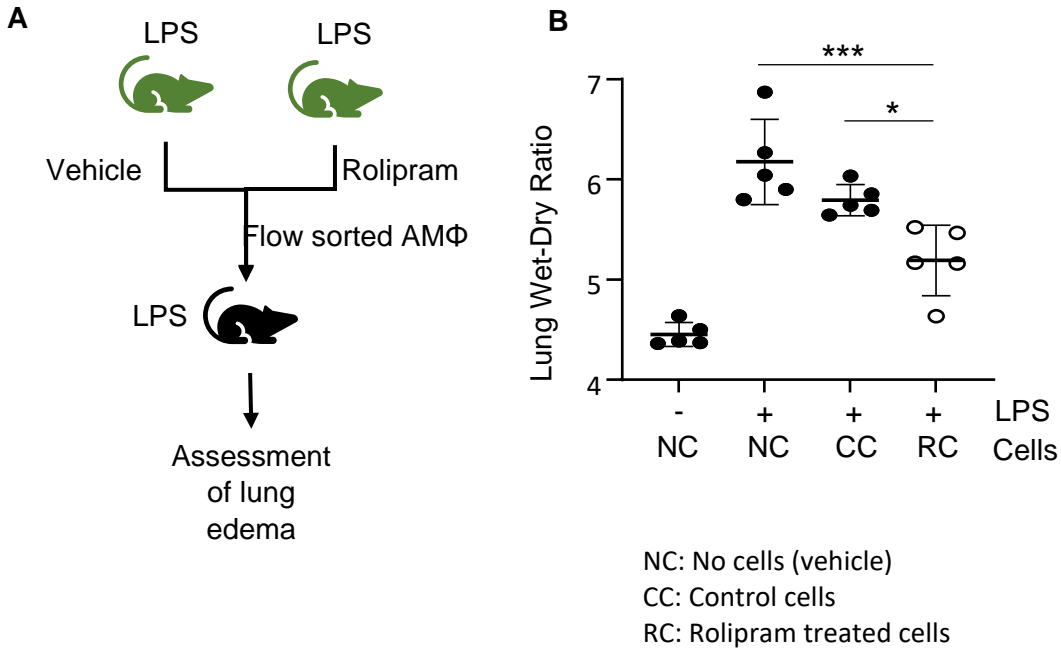 A
LPS
LPS
Vehicle
Rolipram
Flow sorted AMΦ
LPS
Assessment
of lung
edema
B
***
*
Lung Wet-Dry Ratio
7
6
5
4
- + + + LPS
NC NC CC RC Cells
NC: No cells (vehicle)
CC: Control cells
RC: Rolipram treated cells